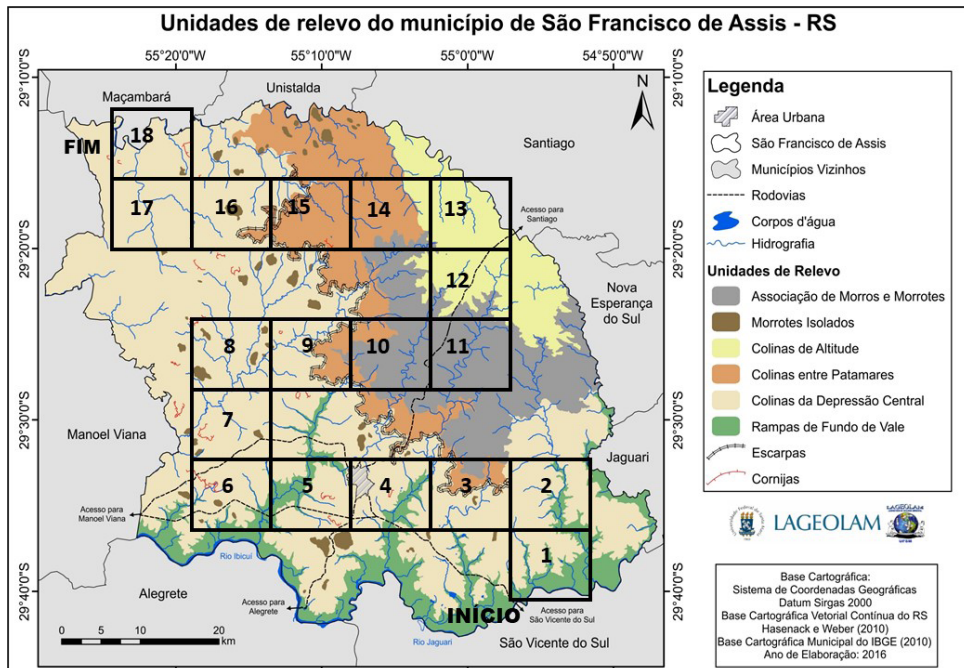 Unidades de relevo do município de São Francisco de Assis - RS
55°20'0"W
55°10'0"W
55°00'0"W
54°50'0"W
29°10'0"S
29°10'0"S
Maçambará
Unistalda
N
Santiago
18
FIM
17
16
15
14
13
Acesso para
Santiago
29°20'0"S
29°20'0"S
12
Nova
Esperança
do Sul
8
9
10
11
29°30'0"S
29°30'0"S
7
Manoel Viana
Jaguari
6
5
4
3
2
Acesso para
Manoel Viana
1
Rio Ibicuí
29°40'0"S
29°40'0"S
Alegrete
Acesso para
Alegrete
INÍCIO
Acesso para
São Vicente do Sul
Rio Jaguari
São Vicente do Sul
0
10
20
km
Legenda
Área Urbana
São Francisco de Assis
Municípios Vizinhos
Rodovias
Corpos d'água
Hidrografia
Unidades de Relevo
Associação de Morros e Morrotes
Morrotes Isolados
Colinas de Altitude
Colinas entre Patamares
Colinas da Depressão Central
Rampas de Fundo de Vale
Escarpas
Cornijas
LAGEOLAM
Base Cartográfica:
Sistema de Coordenadas Geográficas
Datum Sirgas 2000
Base Cartográfica Vetorial Contínua do RS
Hasenack e Weber (2010)
Base Cartográfica Municipal do IBGE (2010)
Ano de Elaboração: 2016